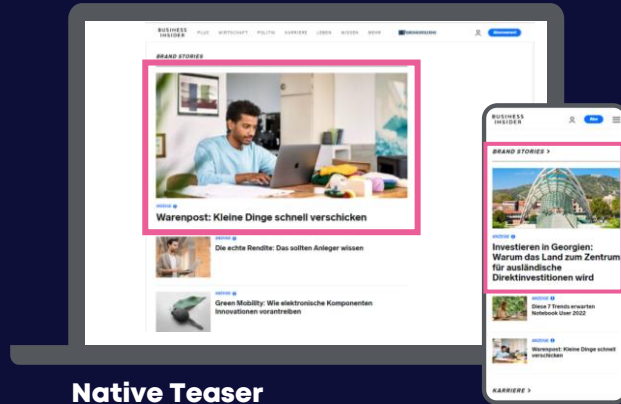 BUSINESS
INSIDER
PLUS WIRTSCHAFT POLITIK KARRIERE LEBEN WISSEN MEHR
BRAND STORIES
ANZEIGE
Warenpost: Kleine Dinge schnell verschicken
ANZEIGE
Die echte Rendite: Das sollten Anleger wissen
ANZEIGE
Green Mobility: Wie elektronische Komponenten
Innovationen vorantreiben
BUSINESS
INSIDER
Abo
BRAND STORIES >
ANZEIGE
Investieren in Georgien:
Warum das Land zum Zentrum
für ausländische
Direktinvestitionen wird
ANZEIGE
Diese 7 Trends erwarten
Notebook User 2022
ANZEIGE
Warenpost: Kleine Dinge schnell
verschicken
KARRIERE >
Native Teaser